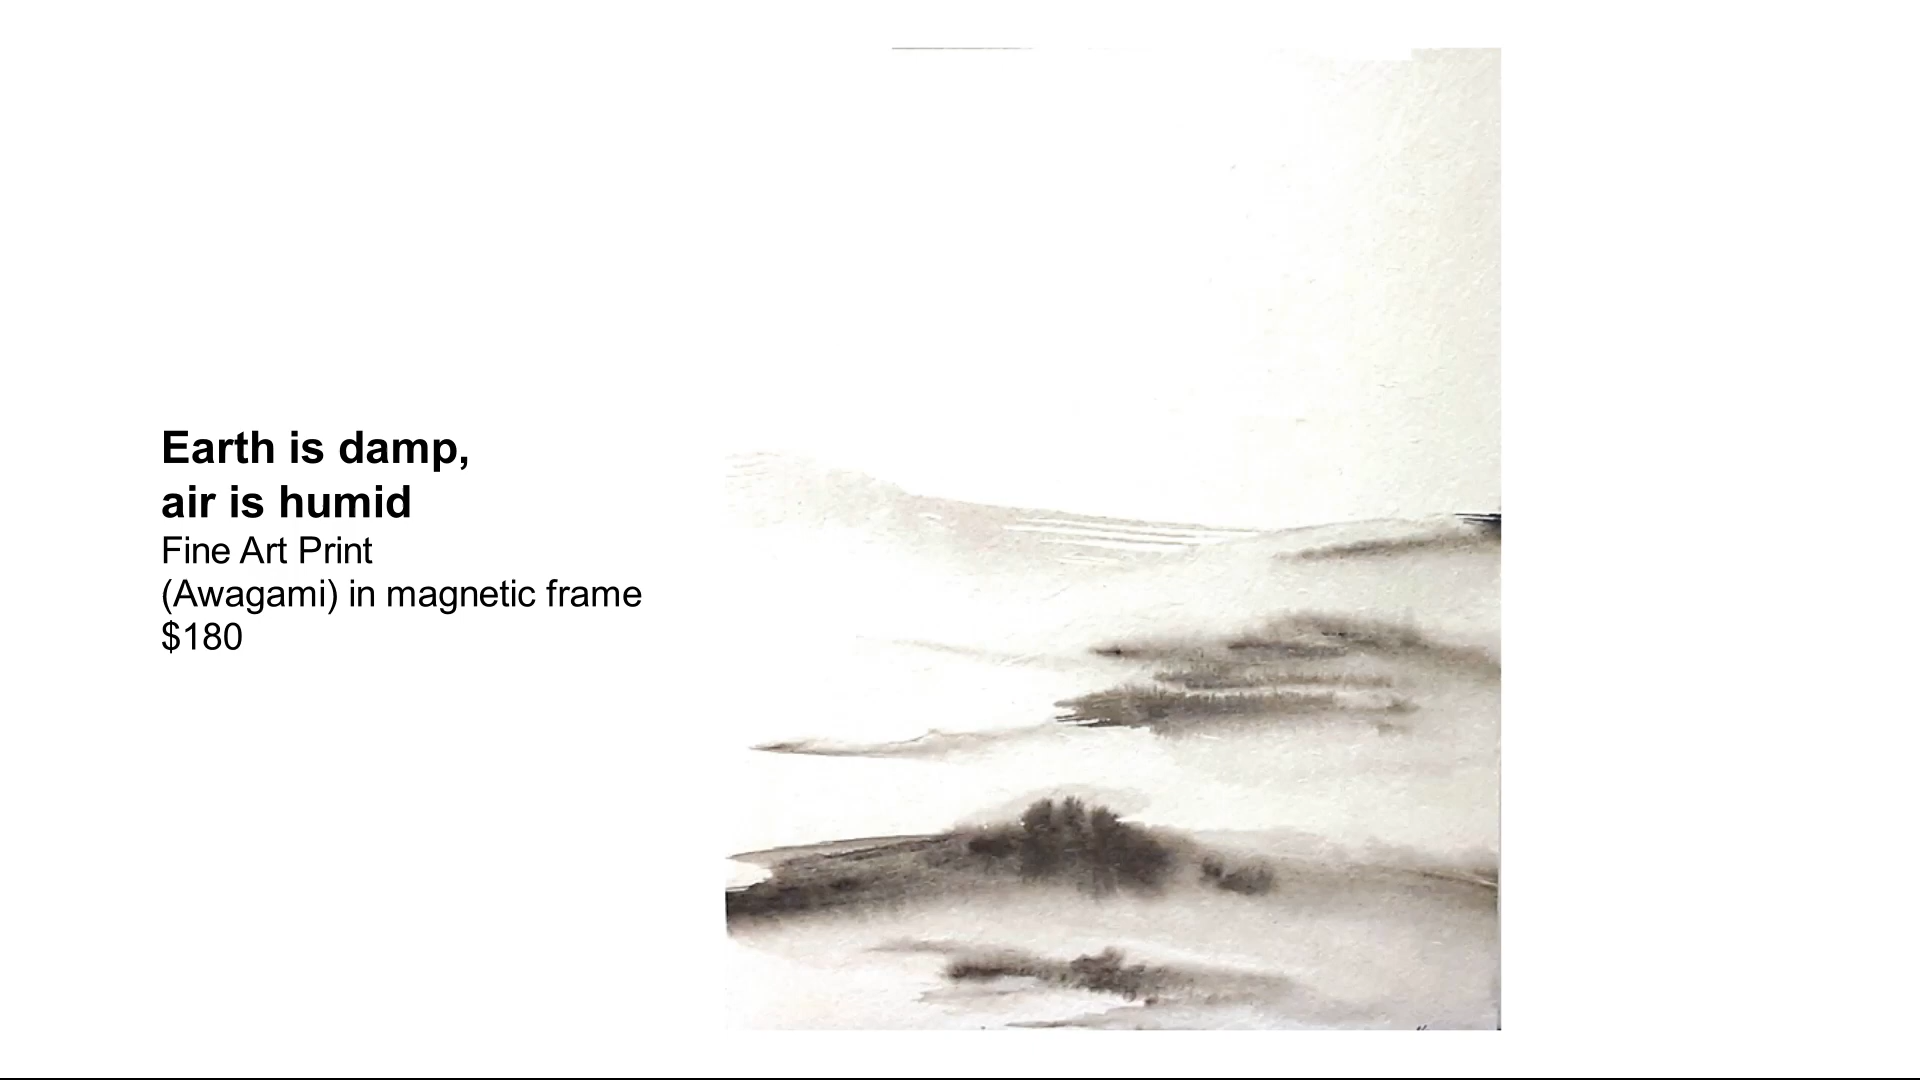 Earth is damp,
air is humid
Fine Art Print
(Awagami) in magnetic frame
$180